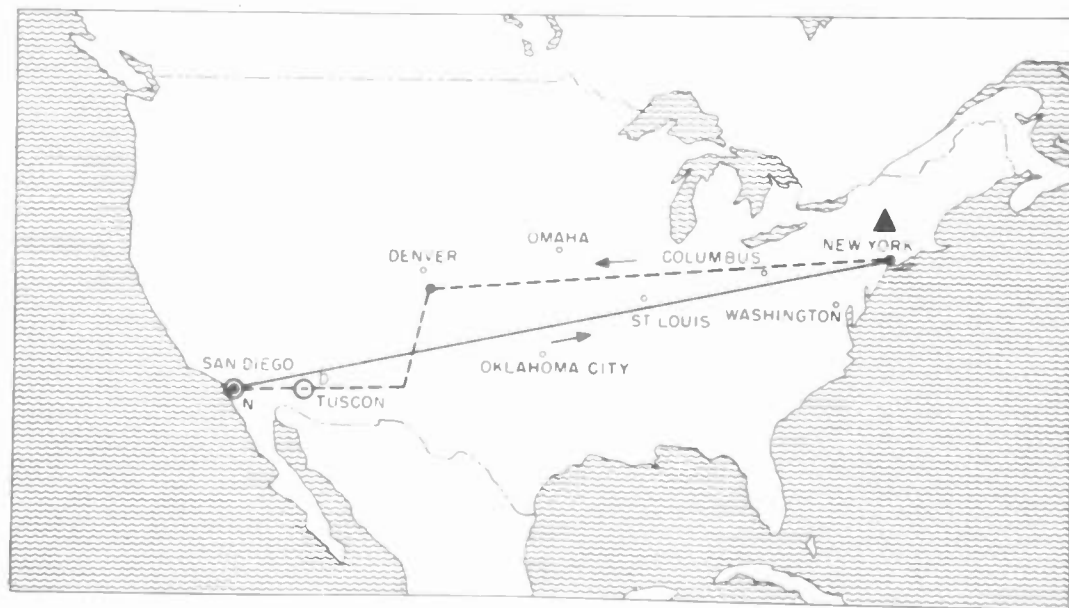 OMAHA
NEW YORK
DENVER
COLUMBUS
ST LOUIS
WASHINGTON
N
SAN DIEGO
OKLAHOMA CITY
b
N
TUSCON